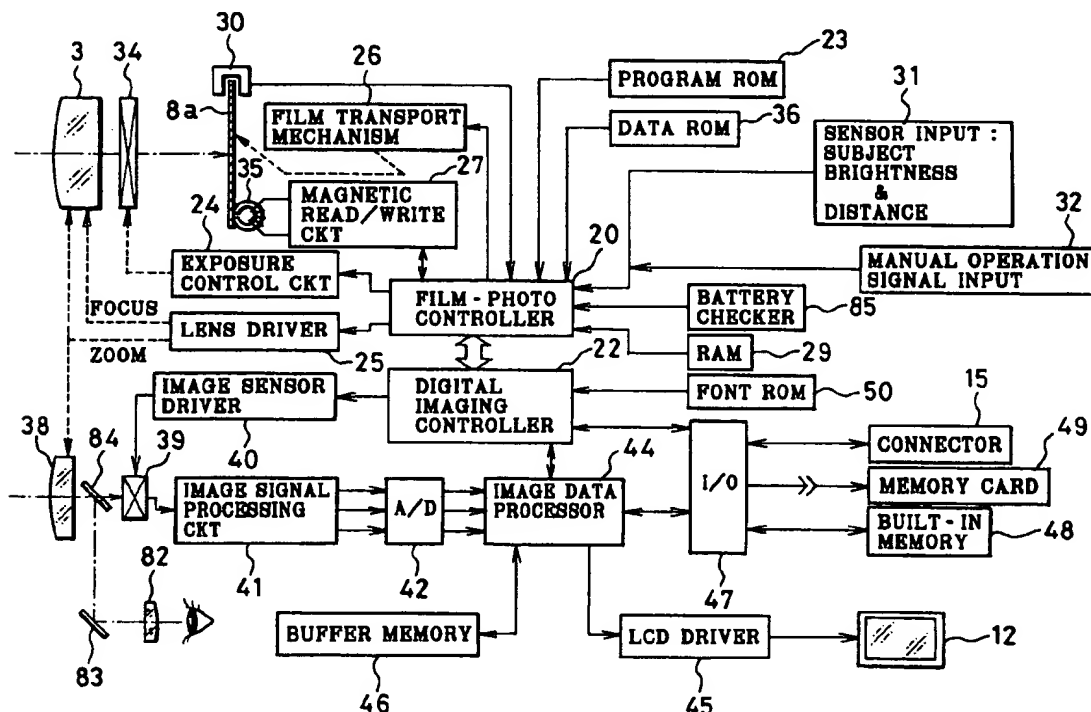 3
34
30
26
8a
FILM TRANSPORT
MECHANISM
27
35
MAGNETIC
READ/WRITE
CKT
PROGRAM ROM
23
DATA ROM
36
31
SENSOR INPUT :
SUBJECT
BRIGHTNESS
&
DISTANCE
32
MANUAL OPERATION
SIGNAL INPUT
24
EXPOSURE
CONTROL CKT
20
FILM-PHOTO
CONTROLLER
BATTERY
CHECKER
85
FOCUS
LENS DRIVER
ZOOM
25
22
RAM
29
IMAGE SENSOR
DRIVER
40
DIGITAL
IMAGING
CONTROLLER
FONT ROM
50
15
CONNECTOR
49
38
84
39
44
I/O
MEMORY CARD
IMAGE SIGNAL
PROCESSING
CKT
A/D
IMAGE DATA
PROCESSOR
BUILT-IN
MEMORY
48
41
42
47
82
83
BUFFER MEMORY
46
LCD DRIVER
45
12